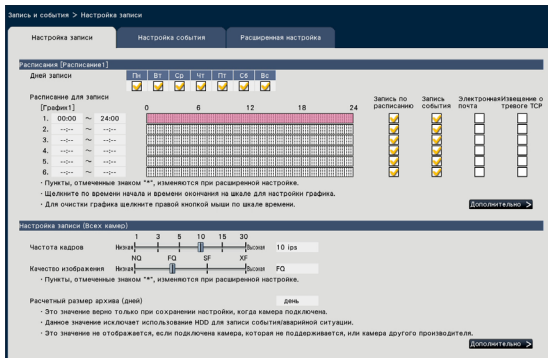 Запись и события > Настройка записи
Настройка записи Настройка события Расширенная настройка
Расписания [Расписание1]
Дней записи Пн Вт Ср Чт Пт Сб Вс
Расписание для записи
[График1] 0 6 12 18 24 Запись по расписанию Запись события Электронная почта Извещение о тревоге TCP
1. 00:00 ~ 24:00
2. --:-- ~ --:--
3. --:-- ~ --:--
4. --:-- ~ --:--
5. --:-- ~ --:--
6. --:-- ~ --:--
· Пункты, отмеченные знаком "*", изменяются при расширенной настройке.
· Щелкните по времени начала и времени окончания на шкале для настройки графика.
· Для очистки графика щелкните правой кнопкой мыши по шкале времени.
Дополнительно >
Настройка записи (Всех камер)
1 3 5 10 15 30
Частота кадров Низкая Высокая 10 ips
NQ FQ SF XF
Качество изображения Низкая Высокая FQ
· Пункты, отмеченные знаком "*", изменяются при расширенной настройке.
Расчетный размер архива (дней) день
· Это значение верно только при сохранении настройки, когда камера подключена.
· Данное значение исключает использование HDD для записи события/аварийной ситуации.
· Это значение не отображается, если подключена камера, которая не поддерживается, или камера другого производителя.
Дополнительно >